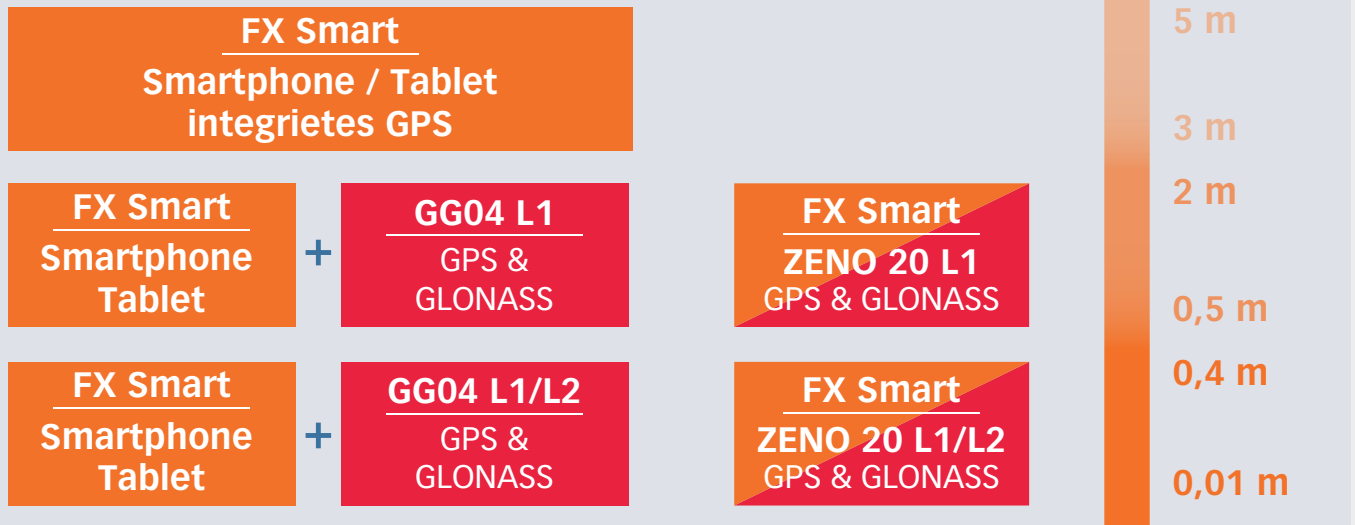 FX Smart
Smartphone / Tablet
integrietes GPS
5 m
3 m
FX Smart
Smartphone
Tablet
+
GG04 L1
GPS &
GLONASS
FX Smart
ZENO 20 L1
GPS & GLONASS
2 m
0,5 m
FX Smart
Smartphone
Tablet
+
GG04 L1/L2
GPS &
GLONASS
FX Smart
ZENO 20 L1/L2
GPS & GLONASS
0,4 m
0,01 m